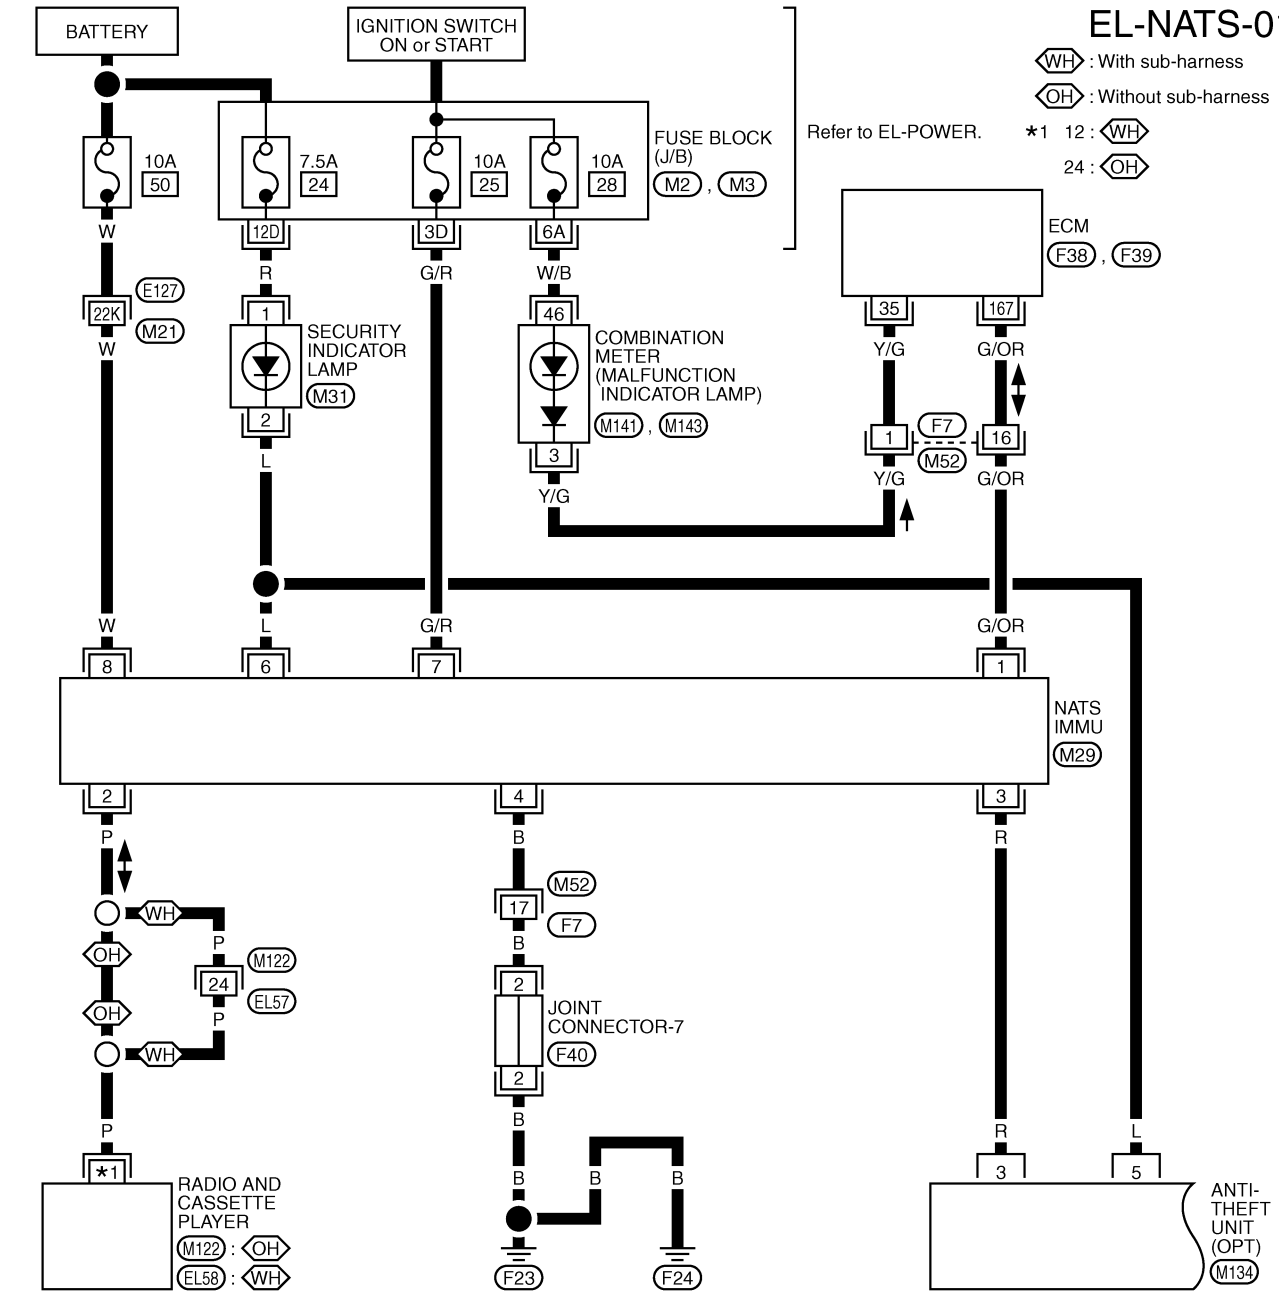 EL-NATS-01
BATTERY
IGNITION SWITCH
ON or START
WH : With sub-harness
OH : Without sub-harness
*1 12 : WH
24 : OH
Refer to EL-POWER.
10A
50
7.5A
24
10A
25
10A
28
FUSE BLOCK
(J/B)
M2 , M3
W
12D
3D
6A
ECM
F38 , F39
R
G/R
W/B
E127
22K
M21
1
46
35
167
W
SECURITY
INDICATOR
LAMP
M31
COMBINATION
METER
(MALFUNCTION
INDICATOR LAMP)
M141 , M143
Y/G
G/OR
2
3
1
F7
M52
16
L
Y/G
Y/G
G/OR
W
L
G/R
G/OR
8
6
7
1
NATS
IMMU
M29
2
4
3
P
B
R
M52
17
F7
WH
P
B
OH
M122
24
EL57
2
OH
P
JOINT
CONNECTOR-7
F40
WH
2
B
P
R
L
*1
B
B
B
3
5
RADIO AND
CASSETTE
PLAYER
M122 : OH
EL58 : WH
F23
F24
ANTI-
THEFT
UNIT
(OPT)
M134